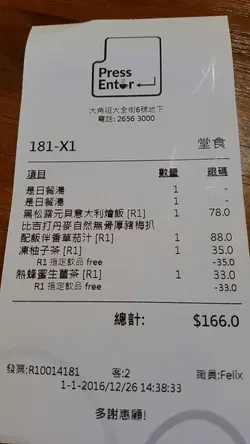 Press
Enter
大角咀大全街6號地下
電話: 2656 3000
181-X1 堂食
項目 數量 銀碼
是日餐湯 1 -
是日餐湯 1 -
黑松露元貝意大利燴飯 [R1] 1 78.0
比吉打丹麥自然無骨厚豬梅扒
配飯伴香草茄汁 [R1] 1 88.0
凍柚子茶 [R1] 1 35.0
R1 指定飲品 free -35.0
熱蜂蜜生薑茶 [R1] 1 33.0
R1 指定飲品 free -33.0
總計: $166.0
發票:R10014181 客:2 職員:Felix
1-1-2016/12/26 14:38:33
多謝惠顧!